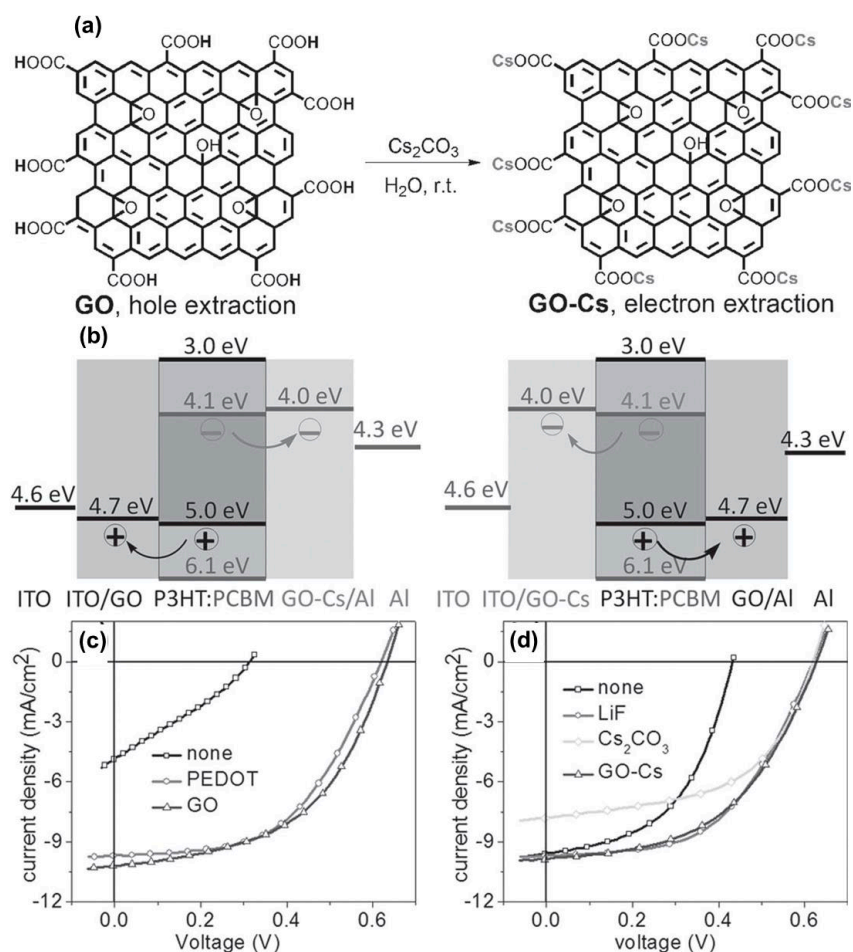 (a)
COOH COOH COOH COOCs COOCs COOCs
HOOC CsOOC
COOH COOCs
O O O O
OH Cs2CO3 OH
HOOC H2O, r.t. CsOOC
COOH COOCs
HOOC O O CsOOC O O
COOH COOH COOCs COOCs
GO, hole extraction GO-Cs, electron extraction
(b)
3.0 eV 3.0 eV
4.1 eV 4.0 eV 4.0 eV 4.1 eV
4.3 eV 4.3 eV
4.6 eV 4.7 eV 5.0 eV 4.6 eV 5.0 eV 4.7 eV
6.1 eV 6.1 eV
ITO ITO/GO P3HT:PCBM GO-Cs/Al Al ITO ITO/GO-Cs P3HT:PCBM GO/Al Al
(c)
current density (mA/cm2)
0
-3
-6
-9
-12
none
PEDOT
GO
0.0 0.2 0.4 0.6
Voltage (V)
(d)
current density (mA/cm2)
0
-3
-6
-9
-12
none
LiF
Cs2CO3
GO-Cs
0.0 0.2 0.4 0.6
voltage (V)